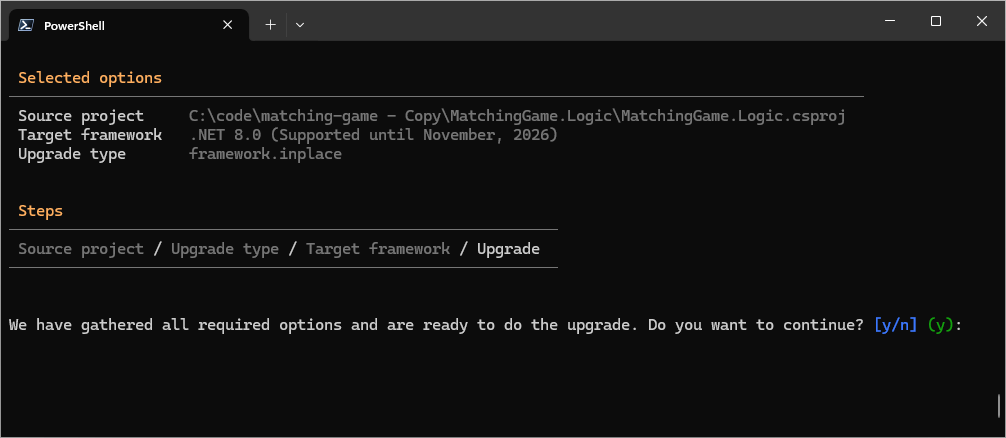 PowerShell
Selected options
Source project C:\code\matching-game - Copy\MatchingGame.Logic\MatchingGame.Logic.csproj
Target framework .NET 8.0 (Supported until November, 2026)
Upgrade type framework.inplace
Steps
Source project / Upgrade type / Target framework / Upgrade
We have gathered all required options and are ready to do the upgrade. Do you want to continue? [y/n] (y):